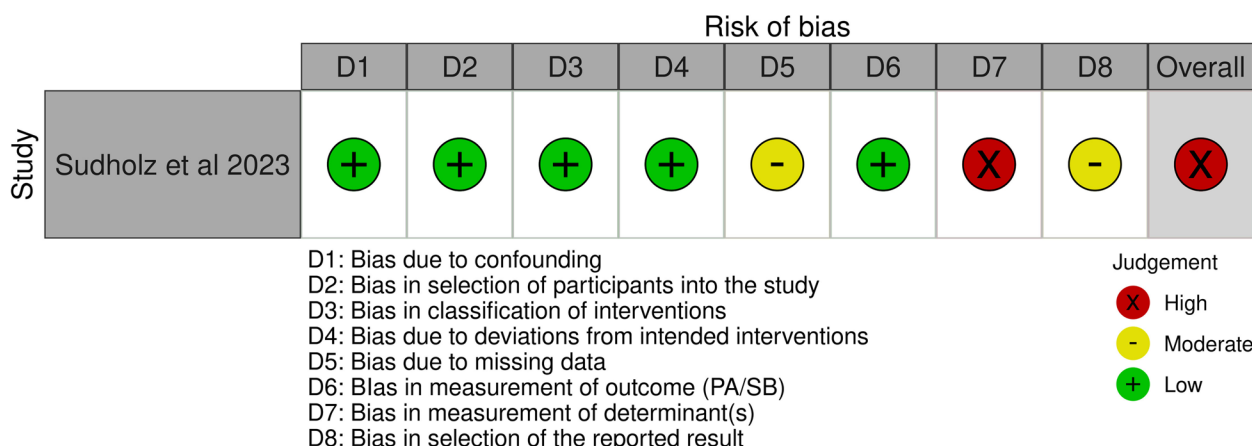 Risk of bias
D1 D2 D3 D4 D5 D6 D7 D8 Overall
Study
Sudholz et al 2023 + + + + - + X - X
D1: Bias due to confounding
D2: Bias in selection of participants into the study
D3: Bias in classification of interventions
D4: Bias due to deviations from intended interventions
D5: Bias due to missing data
D6: BIas in measurement of outcome (PA/SB)
D7: Bias in measurement of determinant(s)
D8: Bias in selection of the reported result
Judgement
X High
- Moderate
+ Low